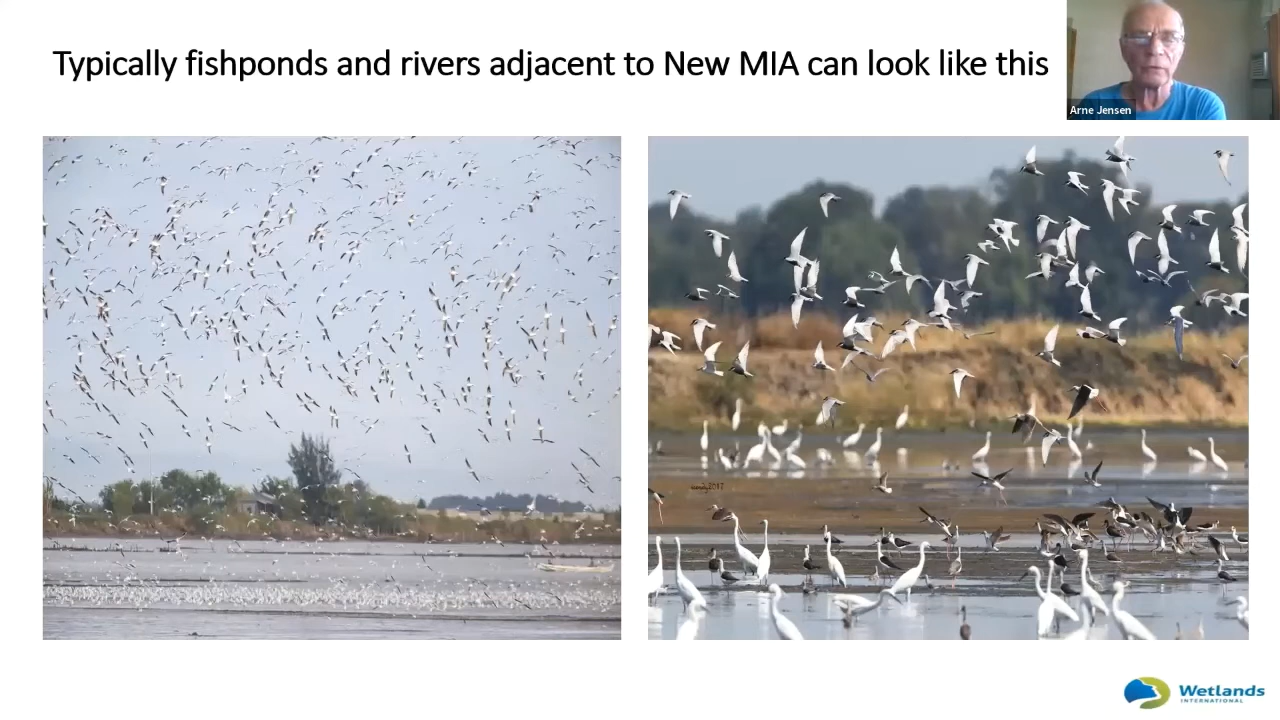 Typically fishponds and rivers adjacent to New MIA can look like this
Arne Jensen
Wetlands
INTERNATIONAL